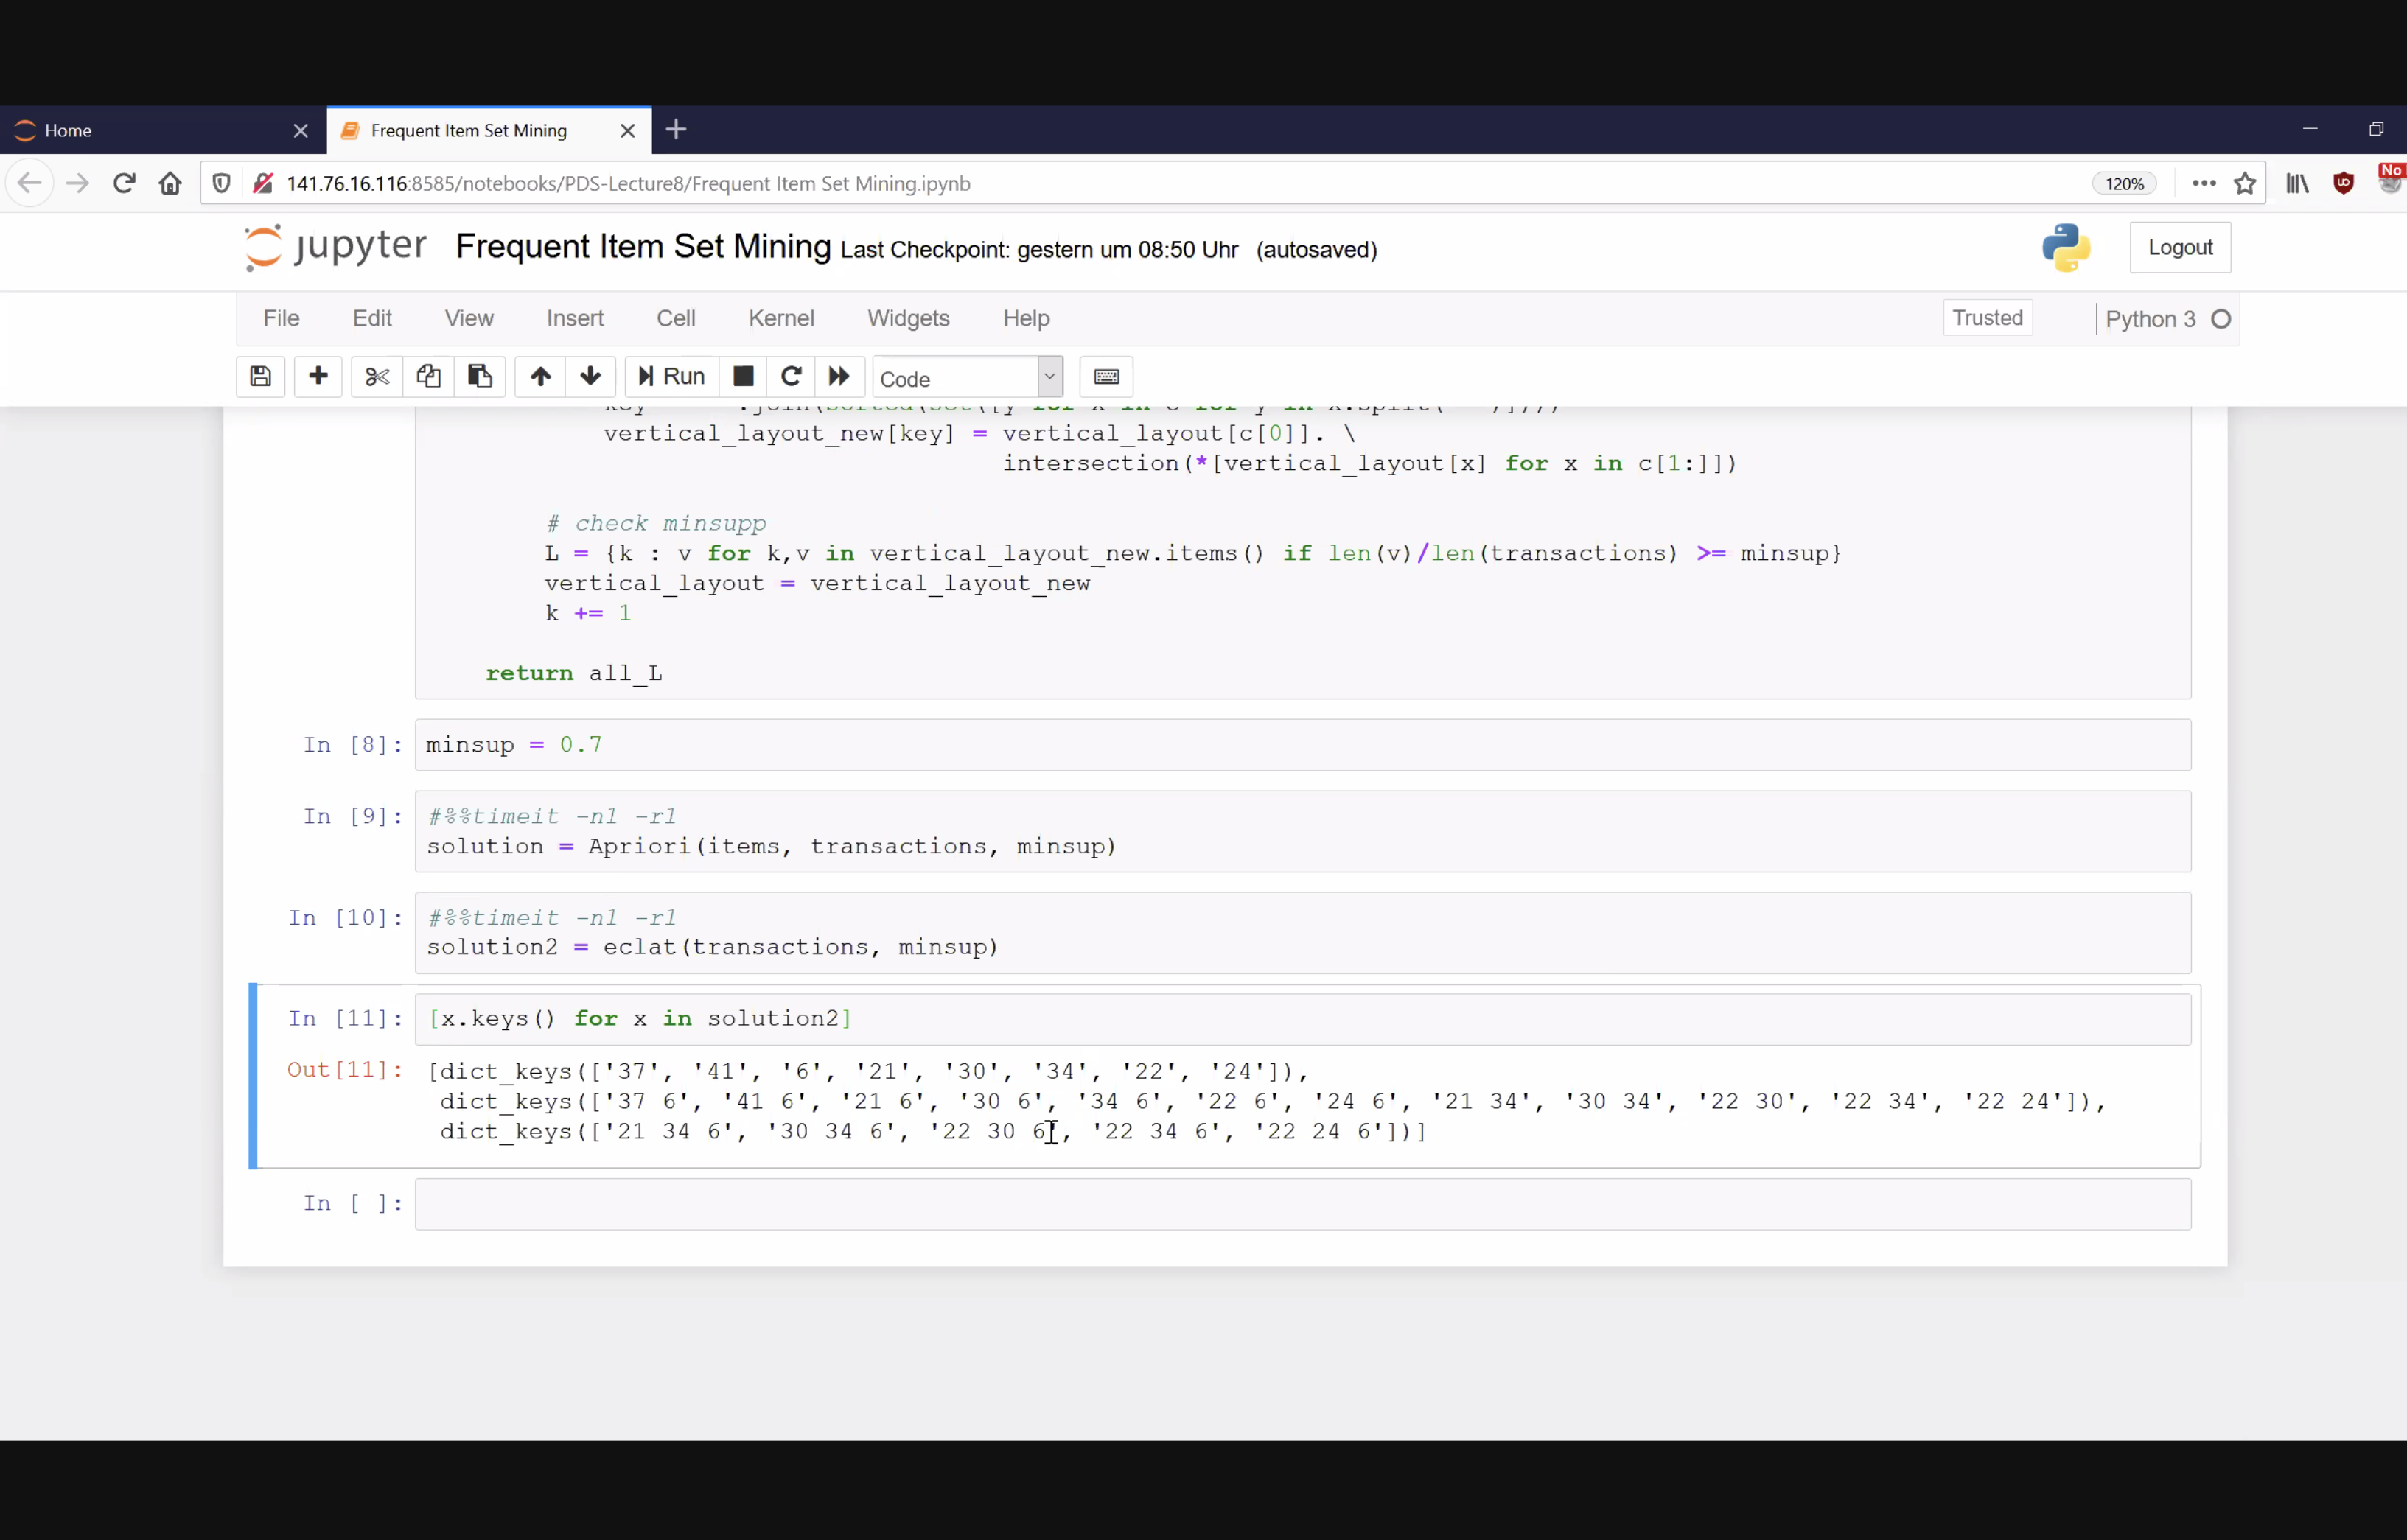 Home
Frequent Item Set Mining
141.76.16.116:8585/notebooks/PDS-Lecture8/Frequent Item Set Mining.ipynb
120%
No
jupyter Frequent Item Set Mining Last Checkpoint: gestern um 08:50 Uhr (autosaved)
Logout
File Edit View Insert Cell Kernel Widgets Help
Trusted
Python 3
Run
Code
vertical_layout_new[key] = vertical_layout[c[0]]. \
intersection(*[vertical_layout[x] for x in c[1:]])
# check minsupp
L = {k : v for k,v in vertical_layout_new.items() if len(v)/len(transactions) >= minsup}
vertical_layout = vertical_layout_new
k += 1
return all_L
In [8]: minsup = 0.7
In [9]: #%%timeit -n1 -r1
solution = Apriori(items, transactions, minsup)
In [10]: #%%timeit -n1 -r1
solution2 = eclat(transactions, minsup)
In [11]: [x.keys() for x in solution2]
Out[11]: [dict_keys(['37', '41', '6', '21', '30', '34', '22', '24']),
dict_keys(['37 6', '41 6', '21 6', '30 6', '34 6', '22 6', '24 6', '21 34', '30 34', '22 30', '22 34', '22 24']),
dict_keys(['21 34 6', '30 34 6', '22 30 6', '22 34 6', '22 24 6'])]
In [ ]: